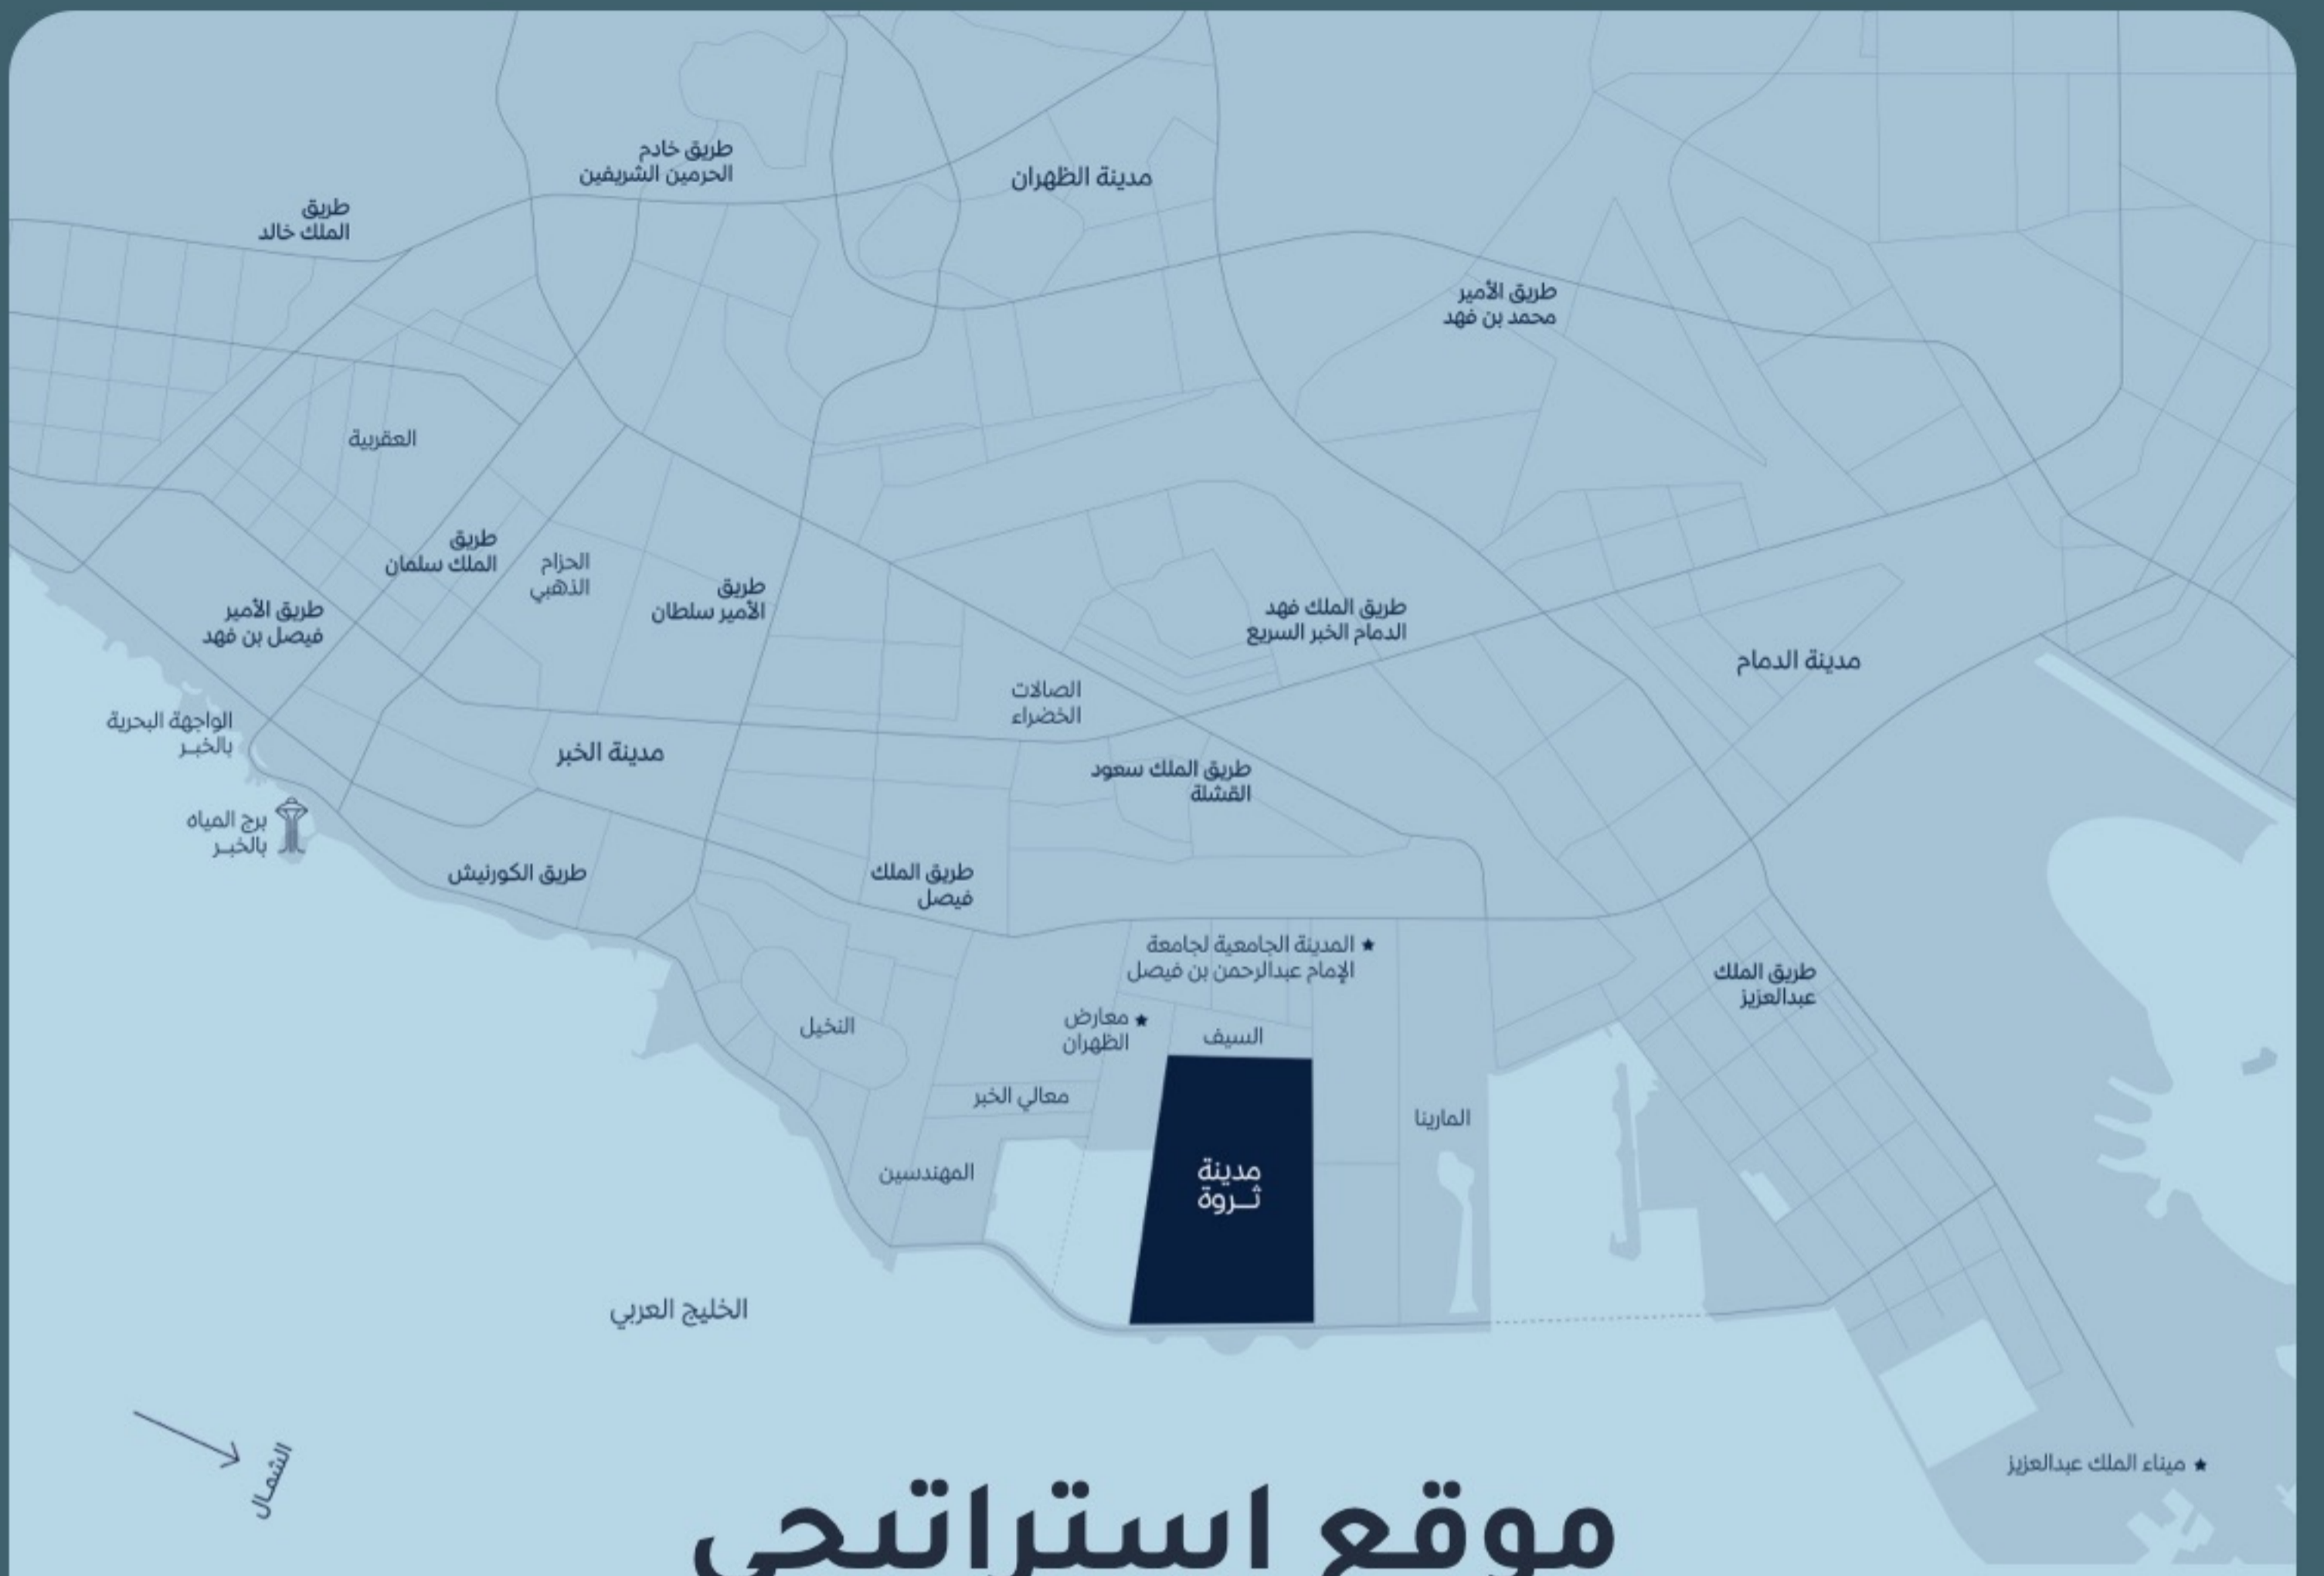 طريق خادم
الحرمين الشريفين
مدينة الظهران
طريق
الملك خالد
طريق الأمير
محمد بن فهد
العقربية
طريق
الملك سلمان
الحزام
الذهبي
طريق
الأمير سلطان
طريق الأمير
فيصل بن فهد
طريق الملك فهد
الدمام الخبر السريع
مدينة الدمام
الصالات
الخضراء
الواجهة البحرية
بالخبـر
مدينة الخبر
طريق الملك سعود
القشلة
برج المياه
بالخبـر
طريق الكورنيش
طريق الملك
فيصل
المدينة الجامعية لجامعة
الإمام عبدالرحمن بن فيصل
طريق الملك
عبدالعزيز
النخيل
معارض
الظهران
السيف
معالي الخبر
المارينا
المهندسين
مدينة
ثـروة
الخليج العربي
الشمال
ميناء الملك عبدالعزيز
موقع استراتيجي